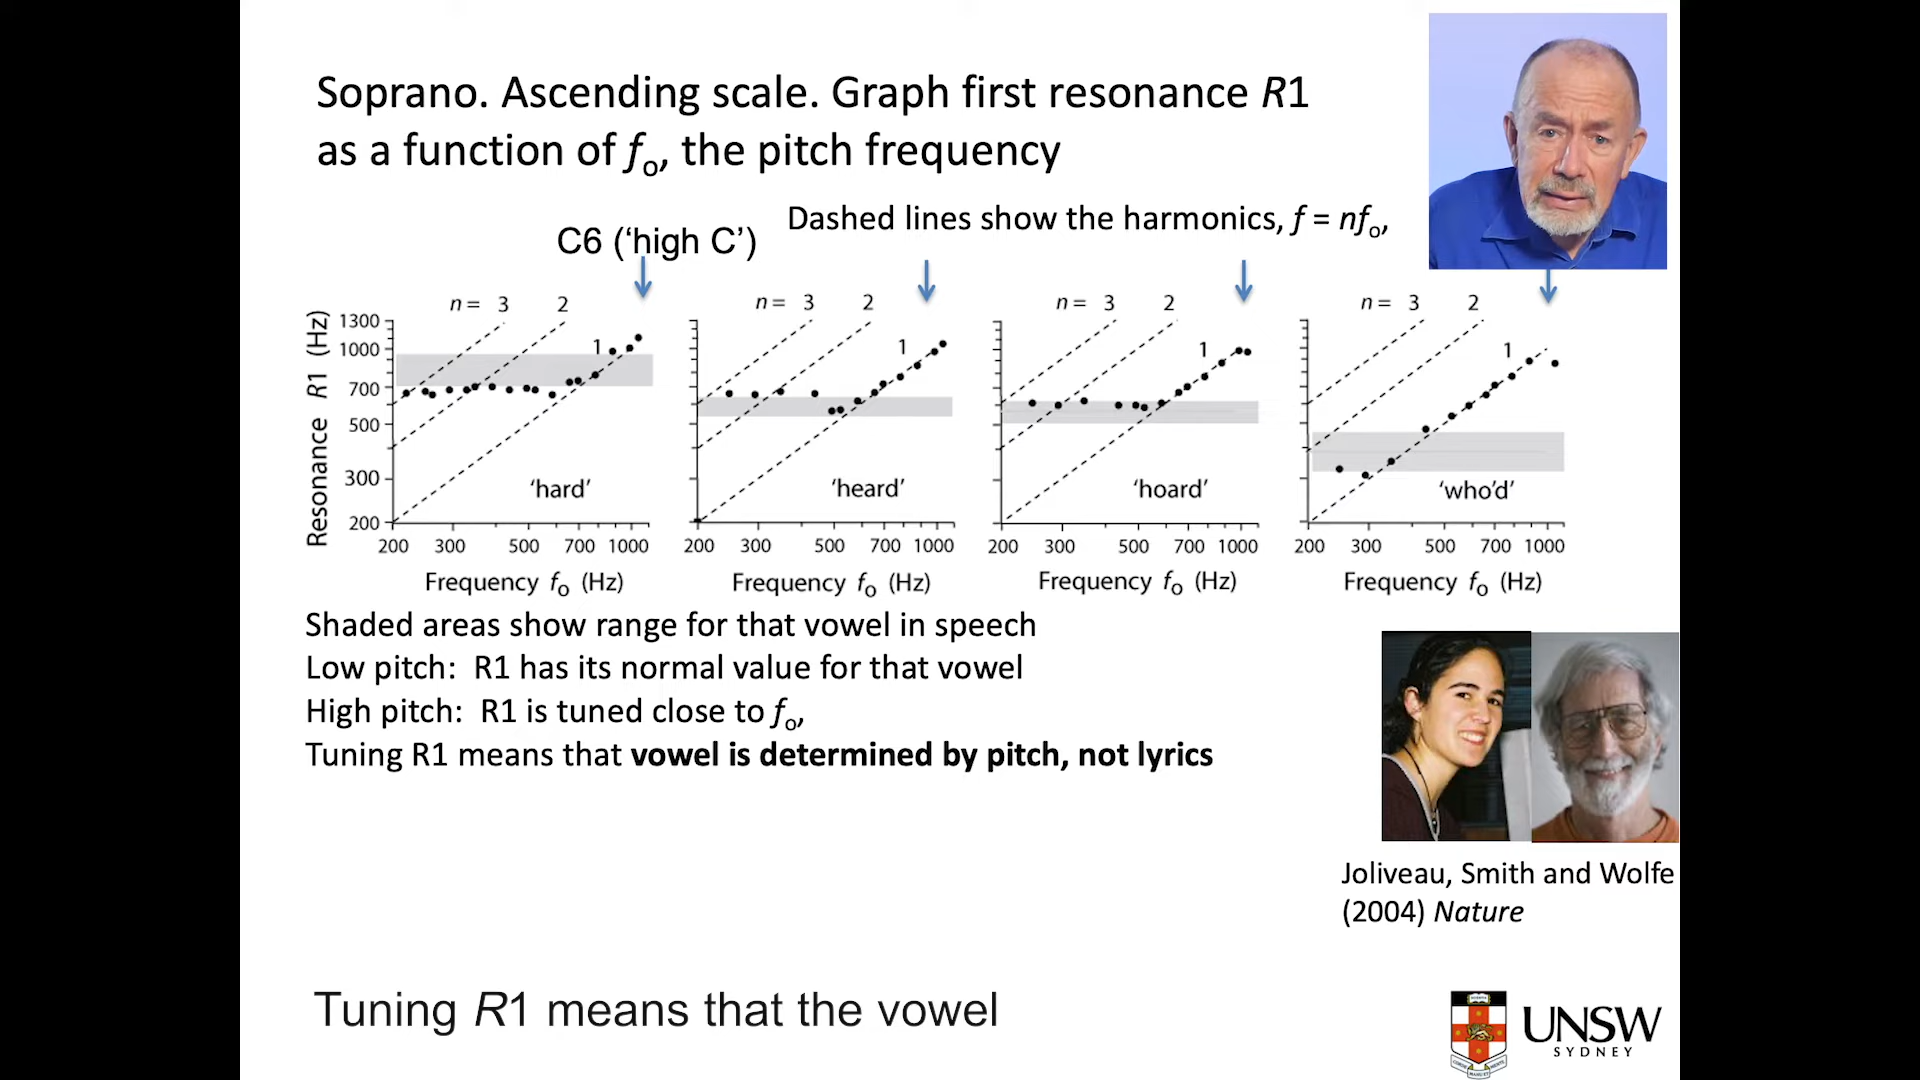 Soprano. Ascending scale. Graph first resonance R1
as a function of fo, the pitch frequency
Dashed lines show the harmonics, f = nfo,
C6 ('high C')
n = 3 2
1
n = 3 2
1
n = 3 2
1
n = 3 2
1
Resonance R1 (Hz)
1300
1000
700
500
300
200
'hard'
'heard'
'hoard'
'who'd'
200 300 500 700 1000
200 300 500 700 1000
200 300 500 700 1000
200 300 500 700 1000
Frequency fo (Hz)
Frequency fo (Hz)
Frequency fo (Hz)
Frequency fo (Hz)
Shaded areas show range for that vowel in speech
Low pitch: R1 has its normal value for that vowel
High pitch: R1 is tuned close to fo,
Tuning R1 means that vowel is determined by pitch, not lyrics
Joliveau, Smith and Wolfe
(2004) Nature
Tuning R1 means that the vowel
UNSW
SYDNEY